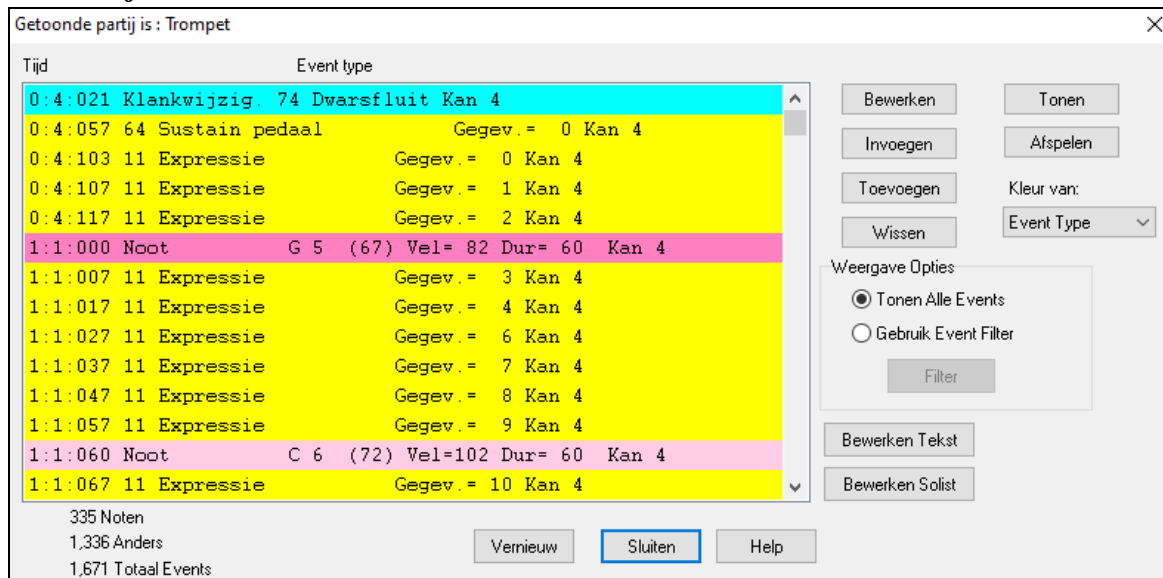 Getoonde partij is : Trompet
Tijd Event type
0:4:021 Klankwijzig. 74 Dwarsfluit Kan 4
0:4:057 64 Sustain pedaal Gegev.= 0 Kan 4
0:4:103 11 Expressie Gegev.= 0 Kan 4
0:4:107 11 Expressie Gegev.= 1 Kan 4
0:4:117 11 Expressie Gegev.= 2 Kan 4
1:1:000 Noot G 5 (67) Vel= 82 Dur= 60 Kan 4
1:1:007 11 Expressie Gegev.= 3 Kan 4
1:1:017 11 Expressie Gegev.= 4 Kan 4
1:1:027 11 Expressie Gegev.= 6 Kan 4
1:1:037 11 Expressie Gegev.= 7 Kan 4
1:1:047 11 Expressie Gegev.= 8 Kan 4
1:1:057 11 Expressie Gegev.= 9 Kan 4
1:1:060 Noot C 6 (72) Vel=102 Dur= 60 Kan 4
1:1:067 11 Expressie Gegev.= 10 Kan 4
335 Noten
1,336 Anders
1,671 Totaal Events
Bewerken
Tonen
Invoegen
Afspelen
Toevoegen
Kleur van:
Wissen
Event Type
Weergave Opties
Tonen Alle Events
Gebruik Event Filter
Filter
Bewerken Tekst
Bewerken Solist
Vernieuw
Sluiten
Help